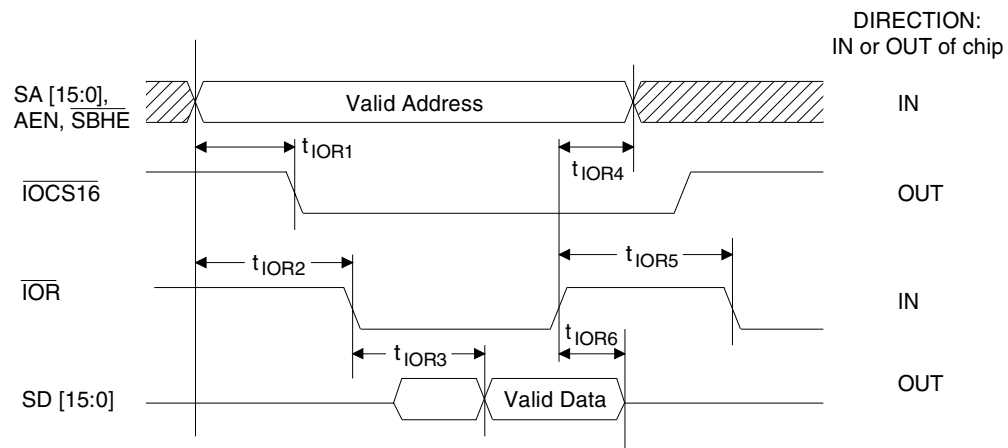 DIRECTION:
IN or OUT of chip
SA [15:0],
AEN, SBHE
Valid Address
IN
tIOR1
tIOR4
IOCS16
OUT
tIOR2
tIOR5
IOR
IN
tIOR3
tIOR6
SD [15:0]
Valid Data
OUT